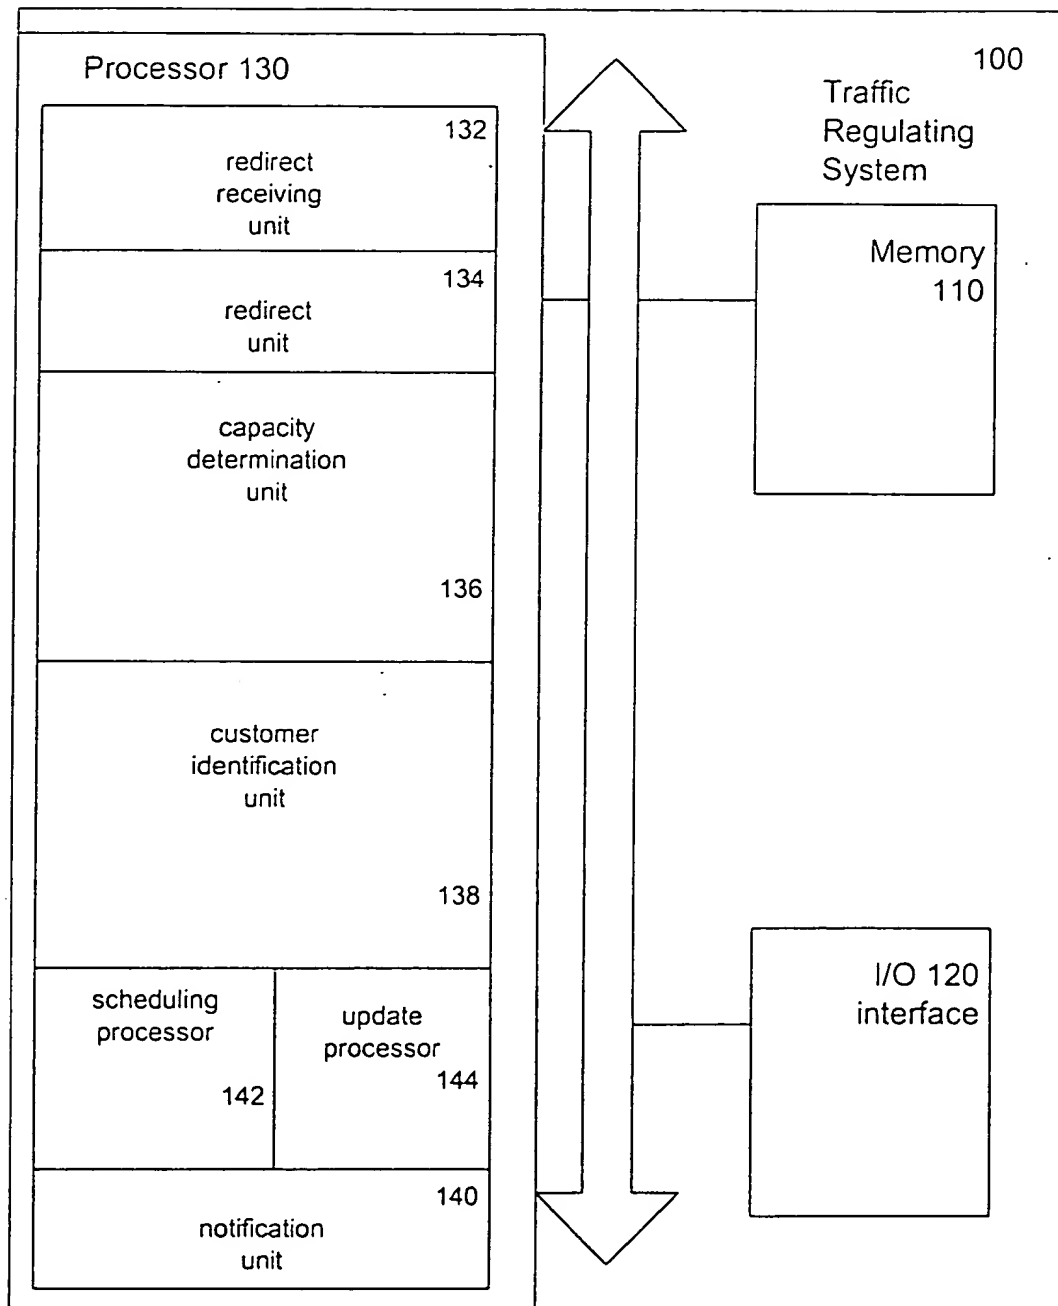 Processor 130
132
redirect
receiving
unit
134
redirect
unit
capacity
determination
unit
136
customer
identification
unit
138
scheduling
processor
142
update
processor
144
140
notification
unit
100
Traffic
Regulating
System
Memory
110
I/O 120
interface